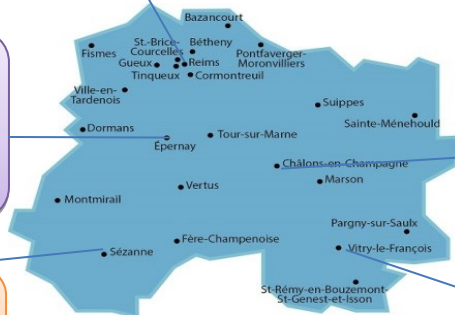 Bazancourt
St.-Brice-
Courcelles
Bétheny
Fismes
Pontfaverger-
Moronvilliers
Gueux
Reims
Tinqueux
Cormontreuil
Ville-en-
Tardenois
Suippes
Sainte-Ménehould
Dormans
Épernay
Tour-sur-Marne
Châlons-en-Champagne
Marson
Vertus
Montmirail
Pargny-sur-Saulx
Fère-Champenoise
Vitry-le-François
Sézanne
St-Rémy-en-Bouzemont-
St-Genest-et-Isson